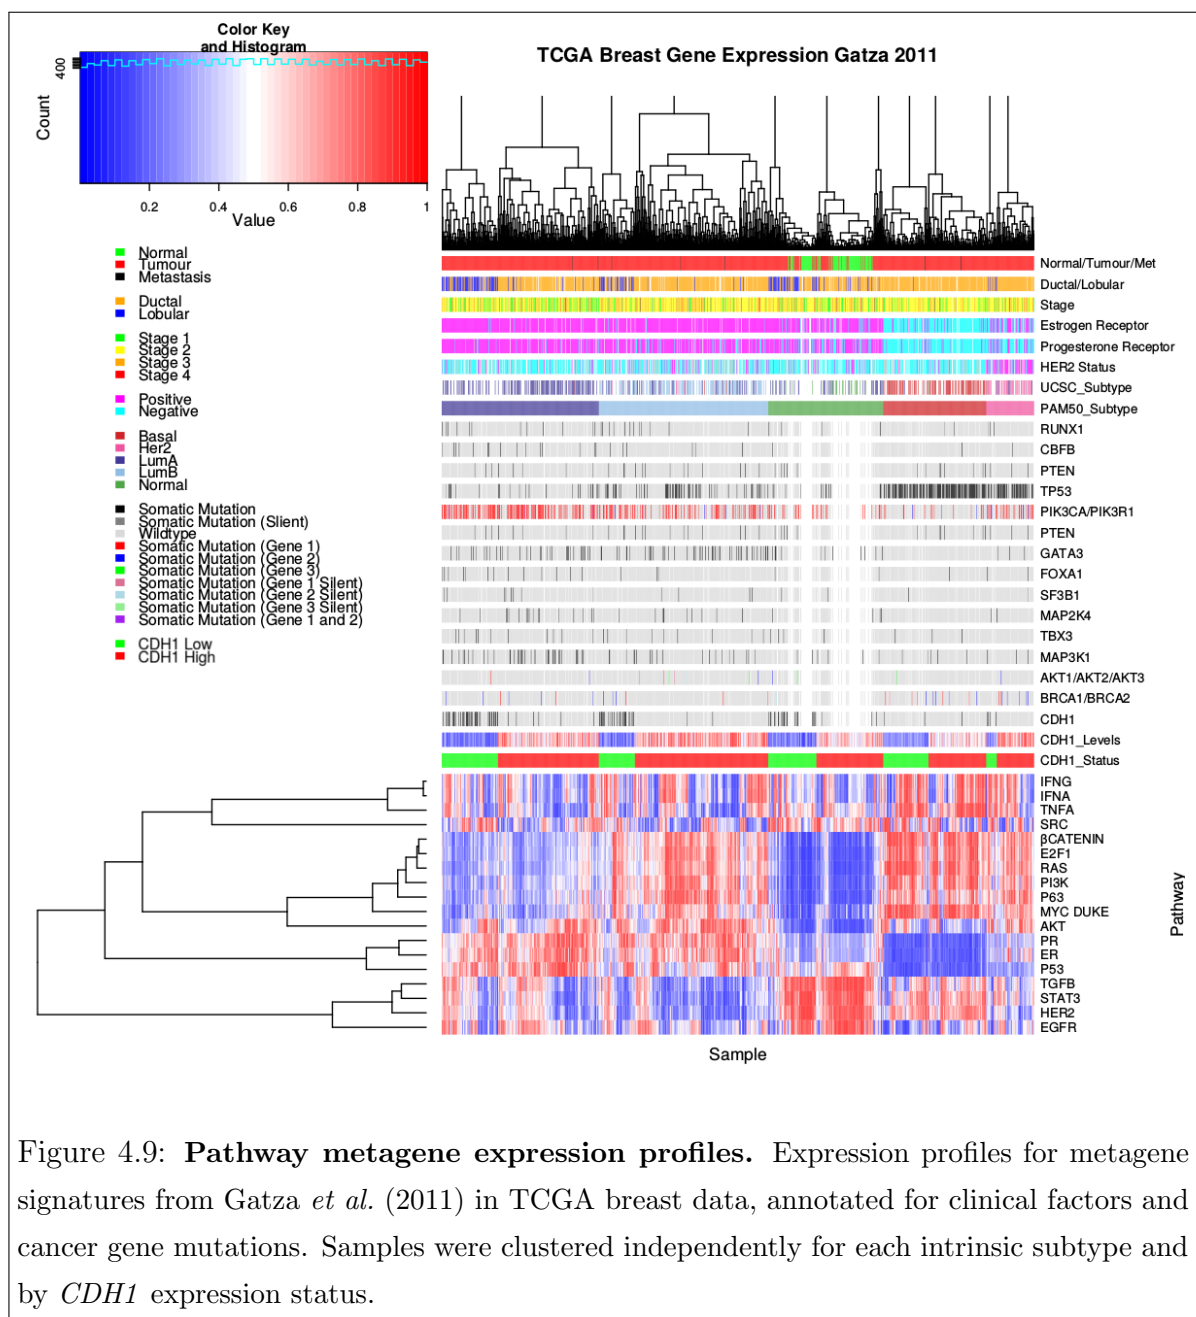 Color Key
and Histogram
400
Count
0.2 0.4 0.6 0.8 1
Value
TCGA Breast Gene Expression Gatza 2011
Normal
Tumour
Metastasis
Ductal
Lobular
Stage 1
Stage 2
Stage 3
Stage 4
Positive
Negative
Basal
Her2
LumA
LumB
Normal
Somatic Mutation
Somatic Mutation (Slient)
Wildtype
Somatic Mutation (Gene 1)
Somatic Mutation (Gene 2)
Somatic Mutation (Gene 3)
Somatic Mutation (Gene 1 Silent)
Somatic Mutation (Gene 2 Silent)
Somatic Mutation (Gene 3 Silent)
Somatic Mutation (Gene 1 and 2)
CDH1 Low
CDH1 High
Normal/Tumour/Met
Ductal/Lobular
Stage
Estrogen Receptor
Progesterone Receptor
HER2 Status
UCSC_Subtype
PAM50_Subtype
RUNX1
CBFB
PTEN
TP53
PIK3CA/PIK3R1
PTEN
GATA3
FOXA1
SF3B1
MAP2K4
TBX3
MAP3K1
AKT1/AKT2/AKT3
BRCA1/BRCA2
CDH1
CDH1_Levels
CDH1_Status
IFNG
IFNA
TNFA
SRC
βCATENIN
E2F1
RAS
PI3K
P63
MYC DUKE
AKT
PR
ER
P53
TGFB
STAT3
HER2
EGFR
Pathway
Sample
Figure 4.9: Pathway metagene expression profiles. Expression profiles for metagene
signatures from Gatza et al. (2011) in TCGA breast data, annotated for clinical factors and
cancer gene mutations. Samples were clustered independently for each intrinsic subtype and
by CDH1 expression status.